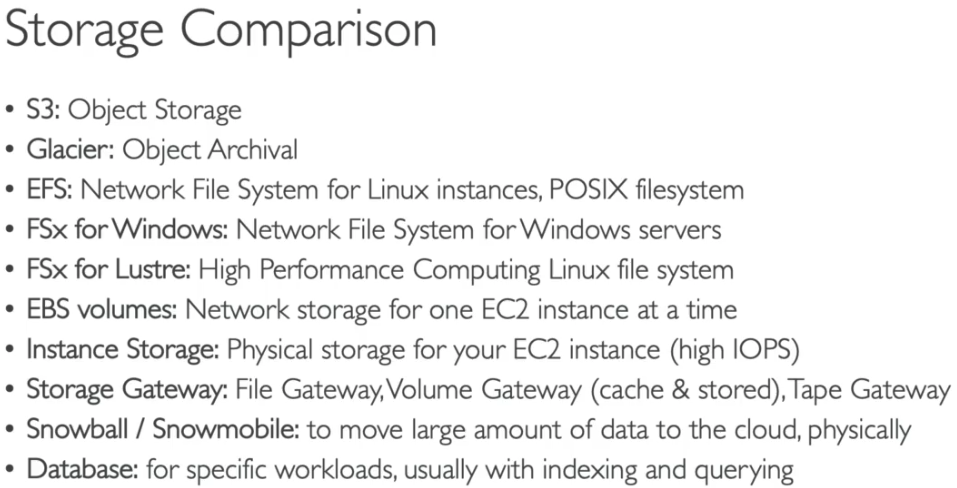 Storage Comparison
• S3: Object Storage
• Glacier: Object Archival
• EFS: Network File System for Linux instances, POSIX filesystem
• FSx for Windows: Network File System for Windows servers
• FSx for Lustre: High Performance Computing Linux file system
• EBS volumes: Network storage for one EC2 instance at a time
• Instance Storage: Physical storage for your EC2 instance (high IOPS)
• Storage Gateway: File Gateway, Volume Gateway (cache & stored), Tape Gateway
• Snowball / Snowmobile: to move large amount of data to the cloud, physically
• Database: for specific workloads, usually with indexing and querying